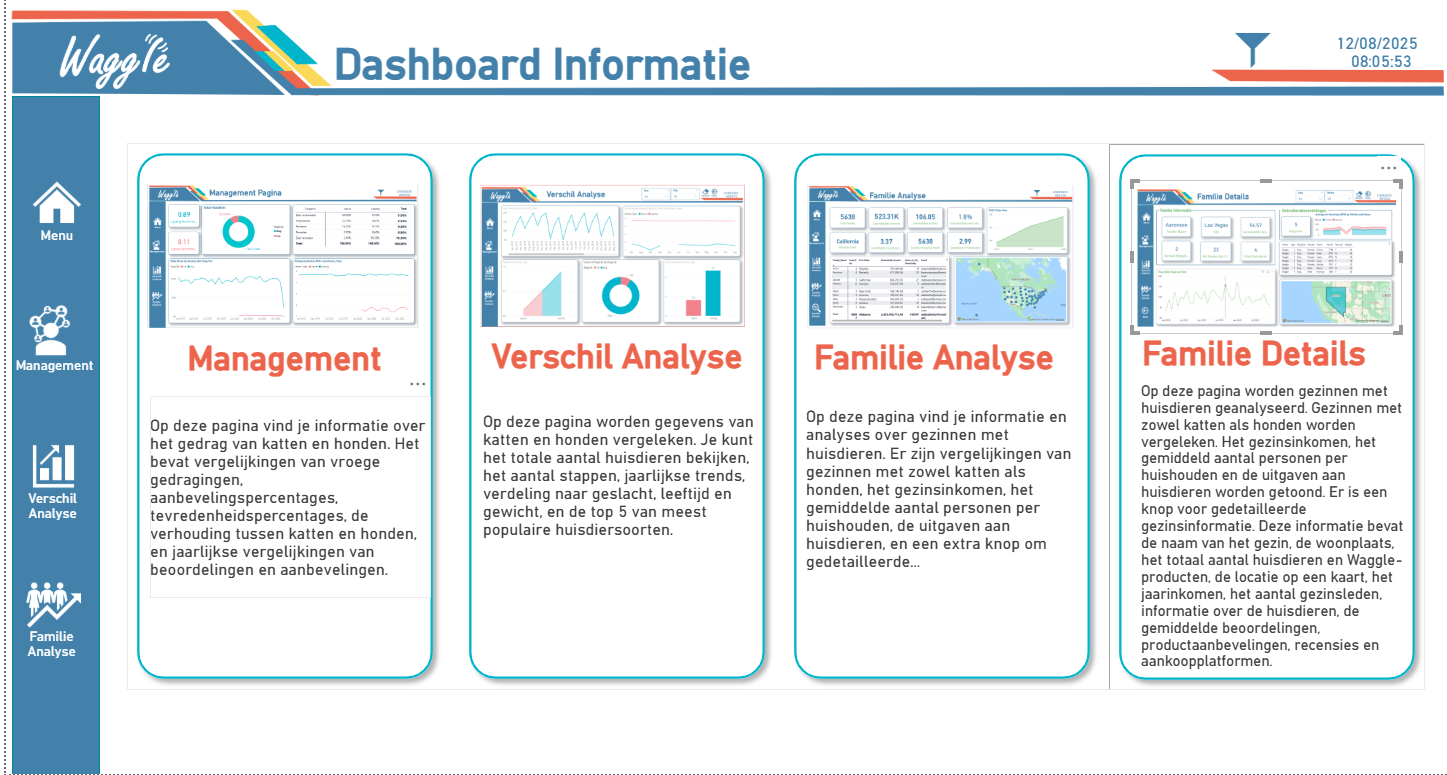 Waggle
Dashboard Informatie
12/08/2025
08:05:53
Menu
Management
Verschil
Analyse
Familie
Analyse
Management Pagina
0.89
0.11
Management
Op deze pagina vind je informatie over
het gedrag van katten en honden. Het
bevat vergelijkingen van vroege
gedragingen,
aanbevelingspercentages,
tevredenheidspercentages, de
verhouding tussen katten en honden,
en jaarlijkse vergelijkingen van
beoordelingen en aanbevelingen.
Verschil Analyse
Verschil Analyse
Op deze pagina worden gegevens van
katten en honden vergeleken. Je kunt
het totale aantal huisdieren bekijken,
het aantal stappen, jaarlijkse trends,
verdeling naar geslacht, leeftijd en
gewicht, en de top 5 van meest
populaire huisdiersoorten.
Familie Analyse
5638
523.31K
106.85
1.8%
California
3.37
5638
2.99
Familie Analyse
Op deze pagina vind je informatie en
analyses over gezinnen met
huisdieren. Er zijn vergelijkingen van
gezinnen met zowel katten als
honden, het gezinsinkomen, het
gemiddelde aantal personen per
huishouden, de uitgaven aan
huisdieren, en een extra knop om
gedetailleerde...
Familie Details
Aaronson
Las Vegas
94.57
5
2
23
4
Familie Details
Op deze pagina worden gezinnen met
huisdieren geanalyseerd. Gezinnen met
zowel katten als honden worden
vergeleken. Het gezinsinkomen, het
gemiddeld aantal personen per
huishouden en de uitgaven aan
huisdieren worden getoond. Er is een
knop voor gedetailleerde
gezinsinformatie. Deze informatie bevat
de naam van het gezin, de woonplaats,
het totaal aantal huisdieren en Waggle-
producten, de locatie op een kaart, het
jaarinkomen, het aantal gezinsleden,
informatie over de huisdieren, de
gemiddelde beoordelingen,
productaanbevelingen, recensies en
aankoopplatformen.